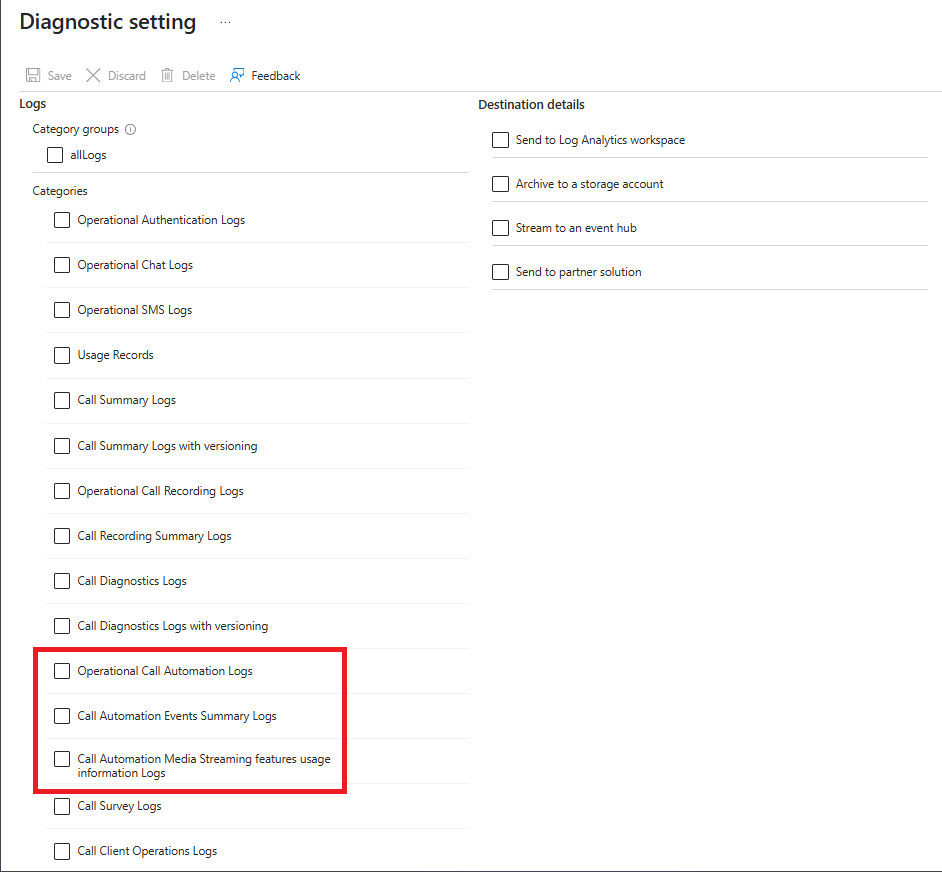 Diagnostic setting ...
Save Discard Delete Feedback
Logs
Category groups
allLogs
Categories
Operational Authentication Logs
Operational Chat Logs
Operational SMS Logs
Usage Records
Call Summary Logs
Call Summary Logs with versioning
Operational Call Recording Logs
Call Recording Summary Logs
Call Diagnostics Logs
Call Diagnostics Logs with versioning
Operational Call Automation Logs
Call Automation Events Summary Logs
Call Automation Media Streaming features usage
information Logs
Call Survey Logs
Call Client Operations Logs
Destination details
Send to Log Analytics workspace
Archive to a storage account
Stream to an event hub
Send to partner solution